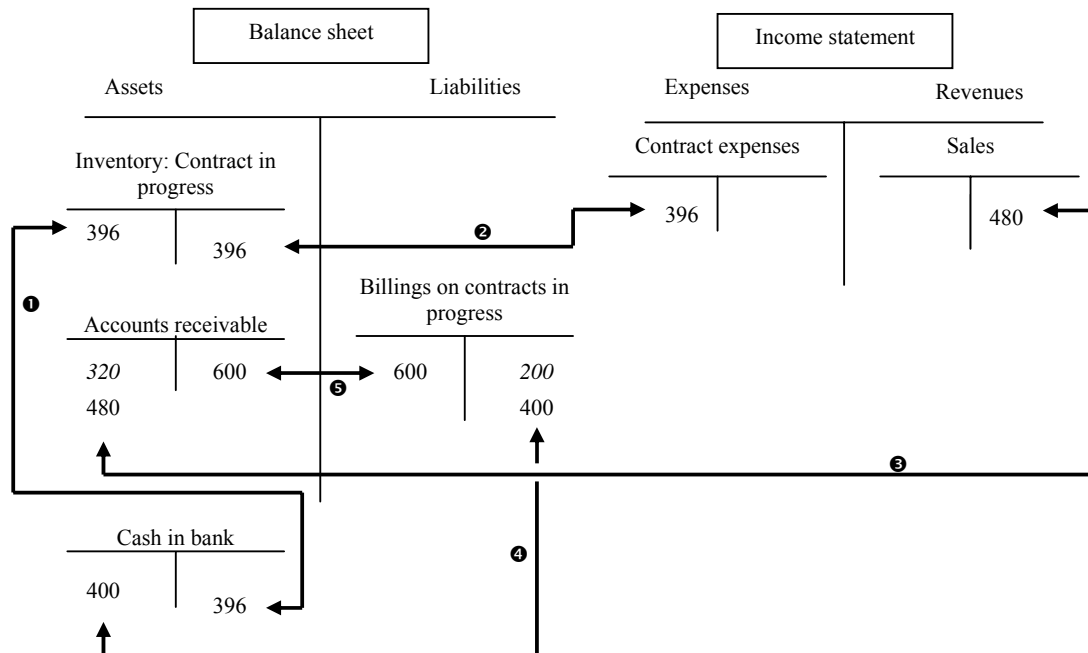 Balance sheet
Income statement
Assets
Liabilities
Expenses
Revenues
Inventory: Contract in
progress
Contract expenses
Sales
396
396
❷
396
480
❶
Billings on contracts in
progress
Accounts receivable
320
600
❺
600
200
480
400
❸
Cash in bank
❹
400
396